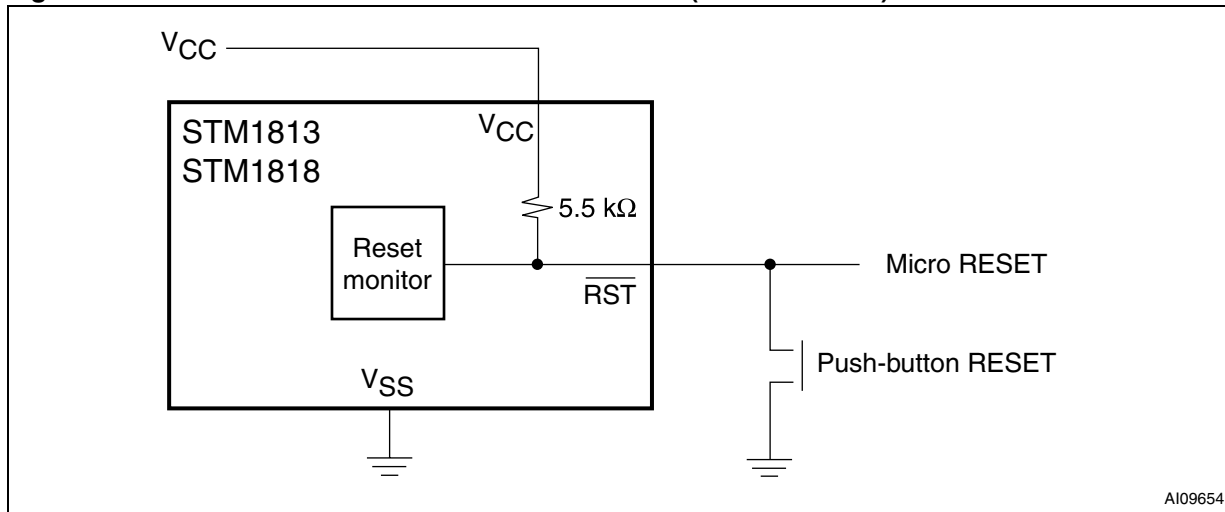 VCC
STM1813
STM1818
VCC
5.5 kΩ
Reset
monitor
RST
Micro RESET
Push-button RESET
VSS
AI09654